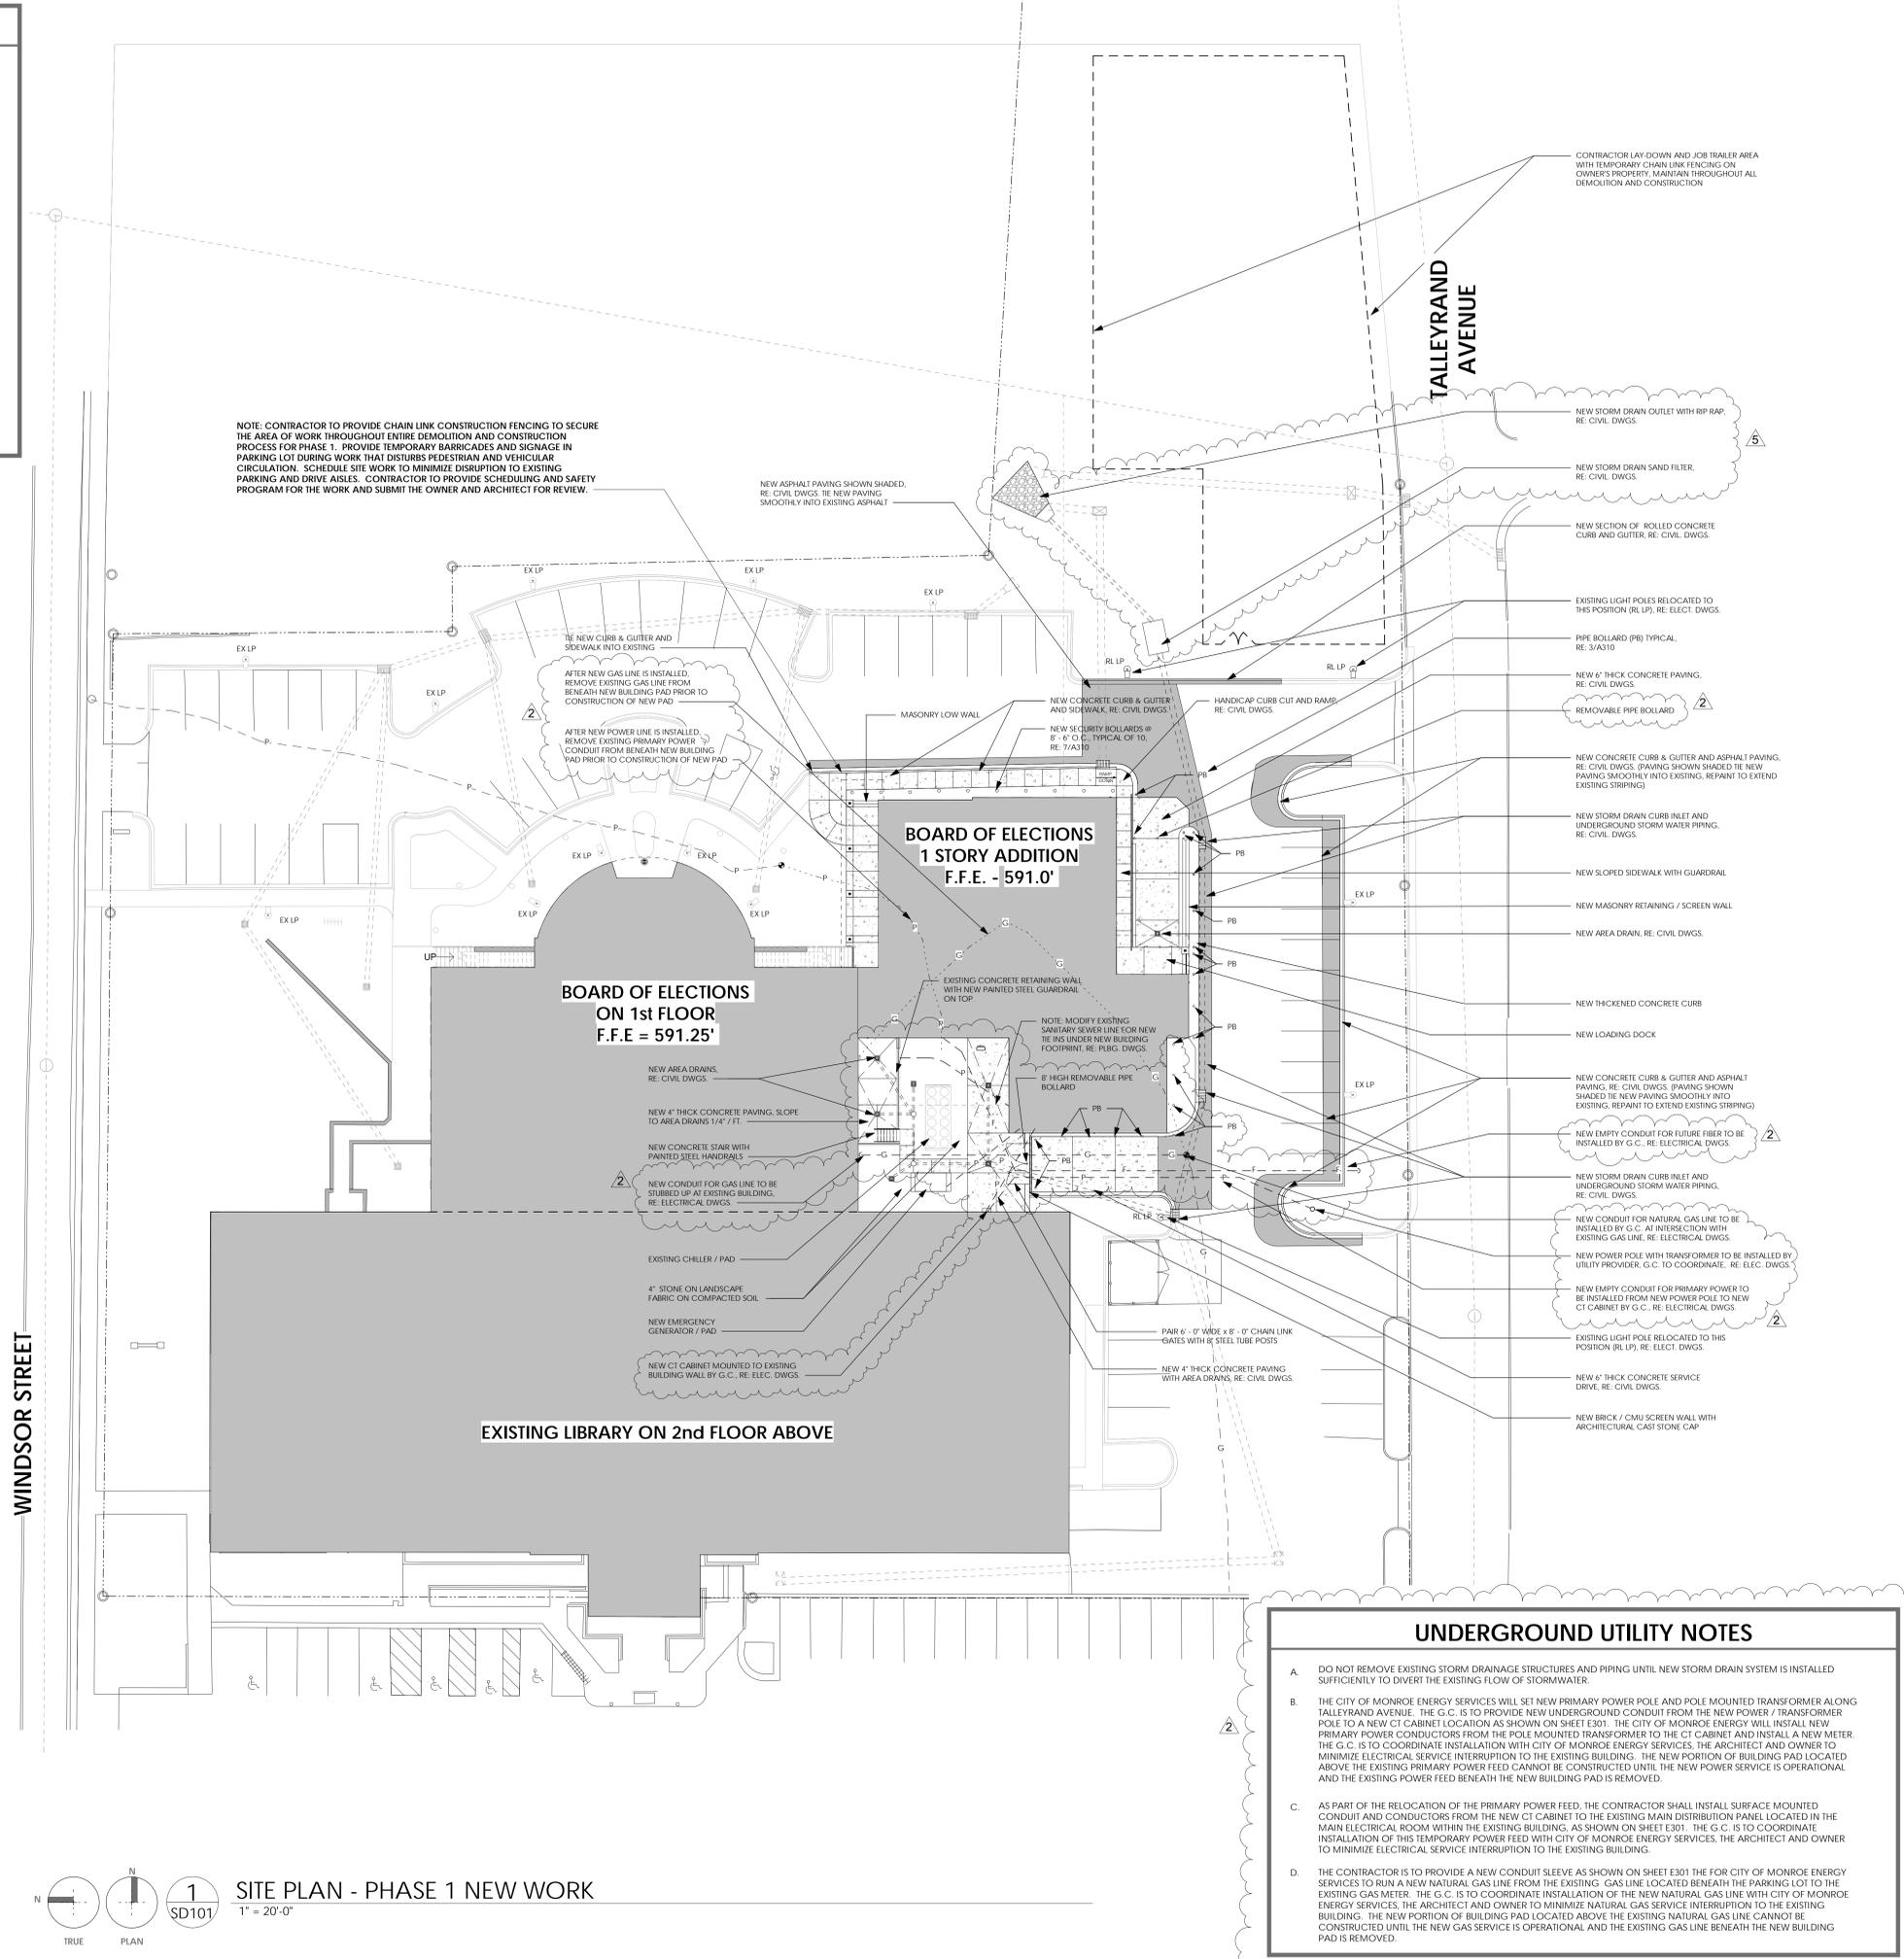 CONTRACTOR LAY-DOWN AND JOB TRAILER AREA
WITH TEMPORARY CHAIN LINK FENCING ON
OWNER'S PROPERTY, MAINTAIN THROUGHOUT ALL
DEMOLITION AND CONSTRUCTION
TALLEYRAND
AVENUE
NOTE: CONTRACTOR TO PROVIDE CHAIN LINK CONSTRUCTION FENCING TO SECURE
THE AREA OF WORK THROUGHOUT ENTIRE DEMOLITION AND CONSTRUCTION
PROCESS FOR PHASE 1. PROVIDE TEMPORARY BARRICADES AND SIGNAGE IN
PARKING LOT DURING WORK THAT DISTURBS PEDESTRIAN AND VEHICULAR
CIRCULATION. SCHEDULE SITE WORK TO MINIMIZE DISRUPTION TO EXISTING
PARKING AND DRIVE AISLES. CONTRACTOR TO PROVIDE SCHEDULING AND SAFETY
PROGRAM FOR THE WORK AND SUBMIT THE OWNER AND ARCHITECT FOR REVIEW.
NEW ASPHALT PAVING SHOWN SHADED,
RE: CIVIL DWGS. TIE NEW PAVING
SMOOTHLY INTO EXISTING ASPHALT
NEW STORM DRAIN OUTLET WITH RIP RAP,
RE: CIVIL. DWGS.
5
NEW STORM DRAIN SAND FILTER,
RE: CIVIL. DWGS.
NEW SECTION OF ROLLED CONCRETE
CURB AND GUTTER, RE: CIVIL. DWGS.
EXISTING LIGHT POLES RELOCATED TO
THIS POSITION (RL LP), RE: ELECT. DWGS.
PIPE BOLLARD (PB) TYPICAL,
RE: 3/A310
NEW 6" THICK CONCRETE PAVING,
RE: CIVIL DWGS.
REMOVABLE PIPE BOLLARD
2
NEW CONCRETE CURB & GUTTER AND ASPHALT PAVING,
RE: CIVIL DWGS. (PAVING SHOWN SHADED TIE NEW
PAVING SMOOTHLY INTO EXISTING, REPAINT TO EXTEND
EXISTING STRIPING)
NEW STORM DRAIN CURB INLET AND
UNDERGROUND STORM WATER PIPING,
RE: CIVIL. DWGS.
NEW SLOPED SIDEWALK WITH GUARDRAIL
NEW MASONRY RETAINING / SCREEN WALL
NEW AREA DRAIN, RE: CIVIL DWGS.
NEW THICKENED CONCRETE CURB
NEW LOADING DOCK
NEW CONCRETE CURB & GUTTER AND ASPHALT
PAVING, RE: CIVIL DWGS. (PAVING SHOWN
SHADED TIE NEW PAVING SMOOTHLY INTO
EXISTING, REPAINT TO EXTEND EXISTING STRIPING)
NEW EMPTY CONDUIT FOR FUTURE FIBER TO BE
INSTALLED BY G.C., RE: ELECTRICAL DWGS.
2
NEW STORM DRAIN CURB INLET AND
UNDERGROUND STORM WATER PIPING,
RE: CIVIL. DWGS.
NEW CONDUIT FOR NATURAL GAS LINE TO BE
INSTALLED BY G.C. AT INTERSECTION WITH
EXISTING GAS LINE, RE: ELECTRICAL DWGS.
NEW POWER POLE WITH TRANSFORMER TO BE INSTALLED BY
UTILITY PROVIDER, G.C. TO COORDINATE, RE: ELEC. DWGS.
NEW EMPTY CONDUIT FOR PRIMARY POWER TO
BE INSTALLED FROM NEW POWER POLE TO NEW
CT CABINET BY G.C., RE: ELECTRICAL DWGS.
2
EXISTING LIGHT POLE RELOCATED TO THIS
POSITION (RL LP), RE: ELECT. DWGS.
NEW 6" THICK CONCRETE SERVICE
DRIVE, RE: CIVIL DWGS.
NEW BRICK / CMU SCREEN WALL WITH
ARCHITECTURAL CAST STONE CAP
EX LP
EX LP
EX LP
EX LP
EX LP
RL LP
RL LP
TIE NEW CURB & GUTTER AND
SIDEWALK INTO EXISTING
AFTER NEW GAS LINE IS INSTALLED,
REMOVE EXISTING GAS LINE FROM
BENEATH NEW BUILDING PAD PRIOR TO
CONSTRUCTION OF NEW PAD
2
AFTER NEW POWER LINE IS INSTALLED,
REMOVE EXISTING PRIMARY POWER
CONDUIT FROM BENEATH NEW BUILDING
PAD PRIOR TO CONSTRUCTION OF NEW PAD
MASONRY LOW WALL
NEW CONCRETE CURB & GUTTER
AND SIDEWALK, RE: CIVIL DWGS.
NEW SECURITY BOLLARDS @
8' - 6" O.C., TYPICAL OF 10,
RE: 7/A310
HANDICAP CURB CUT AND RAMP,
RE: CIVIL DWGS.
RAMP
DOWN
PB
BOARD OF ELECTIONS
1 STORY ADDITION
F.F.E. - 591.0'
P
P
P
P
P
EX LP
EX LP
EX LP
EX LP
EX LP
EX LP
EX LP
PB
PB
PB
PB
PB
PB
PB
UP
G
G
G
G
G
P
P
BOARD OF ELECTIONS
ON 1st FLOOR
F.F.E = 591.25'
EXISTING CONCRETE RETAINING WALL
WITH NEW PAINTED STEEL GUARDRAIL
ON TOP
NOTE: MODIFY EXISTING
SANITARY SEWER LINE FOR NEW
TIE INS UNDER NEW BUILDING
FOOTPRINT, RE: PLBG. DWGS.
8' HIGH REMOVABLE PIPE
BOLLARD
NEW AREA DRAINS,
RE: CIVIL DWGS.
NEW 4" THICK CONCRETE PAVING, SLOPE
TO AREA DRAINS 1/4" / FT.
NEW CONCRETE STAIR WITH
PAINTED STEEL HANDRAILS
2
NEW CONDUIT FOR GAS LINE TO BE
STUBBED UP AT EXISTING BUILDING,
RE: ELECTRICAL DWGS.
G
P
P
P
G
G
F
F
F
P
P
RL LP
EXISTING CHILLER / PAD
4" STONE ON LANDSCAPE
FABRIC ON COMPACTED SOIL
NEW EMERGENCY
GENERATOR / PAD
NEW CT CABINET MOUNTED TO EXISTING
BUILDING WALL BY G.C., RE: ELEC. DWGS.
PAIR 6' - 0" WIDE x 8' - 0" CHAIN LINK
GATES WITH 8" STEEL TUBE POSTS
NEW 4" THICK CONCRETE PAVING
WITH AREA DRAINS, RE: CIVIL DWGS.
G
G
EXISTING LIBRARY ON 2nd FLOOR ABOVE
WINDSOR STREET
2
UNDERGROUND UTILITY NOTES
A. DO NOT REMOVE EXISTING STORM DRAINAGE STRUCTURES AND PIPING UNTIL NEW STORM DRAIN SYSTEM IS INSTALLED
SUFFICIENTLY TO DIVERT THE EXISTING FLOW OF STORMWATER.
B. THE CITY OF MONROE ENERGY SERVICES WILL SET NEW PRIMARY POWER POLE AND POLE MOUNTED TRANSFORMER ALONG
TALLEYRAND AVENUE. THE G.C. IS TO PROVIDE NEW UNDERGROUND CONDUIT FROM THE NEW POWER / TRANSFORMER
POLE TO A NEW CT CABINET LOCATION AS SHOWN ON SHEET E301. THE CITY OF MONROE ENERGY WILL INSTALL NEW
PRIMARY POWER CONDUCTORS FROM THE POLE MOUNTED TRANSFORMER TO THE CT CABINET AND INSTALL A NEW METER.
THE G.C. IS TO COORDINATE INSTALLATION WITH CITY OF MONROE ENERGY SERVICES, THE ARCHITECT AND OWNER TO
MINIMIZE ELECTRICAL SERVICE INTERRUPTION TO THE EXISTING BUILDING. THE NEW PORTION OF BUILDING PAD LOCATED
ABOVE THE EXISTING PRIMARY POWER FEED CANNOT BE CONSTRUCTED UNTIL THE NEW POWER SERVICE IS OPERATIONAL
AND THE EXISTING POWER FEED BENEATH THE NEW BUILDING PAD IS REMOVED.
C. AS PART OF THE RELOCATION OF THE PRIMARY POWER FEED, THE CONTRACTOR SHALL INSTALL SURFACE MOUNTED
CONDUIT AND CONDUCTORS FROM THE NEW CT CABINET TO THE EXISTING MAIN DISTRIBUTION PANEL LOCATED IN THE
MAIN ELECTRICAL ROOM WITHIN THE EXISTING BUILDING, AS SHOWN ON SHEET E301. THE G.C. IS TO COORDINATE
INSTALLATION OF THIS TEMPORARY POWER FEED WITH CITY OF MONROE ENERGY SERVICES, THE ARCHITECT AND OWNER
TO MINIMIZE ELECTRICAL SERVICE INTERRUPTION TO THE EXISTING BUILDING.
D. THE CONTRACTOR IS TO PROVIDE A NEW CONDUIT SLEEVE AS SHOWN ON SHEET E301 THE FOR CITY OF MONROE ENERGY
SERVICES TO RUN A NEW NATURAL GAS LINE FROM THE EXISTING GAS LINE LOCATED BENEATH THE PARKING LOT TO THE
EXISTING GAS METER. THE G.C. IS TO COORDINATE INSTALLATION OF THE NEW NATURAL GAS LINE WITH CITY OF MONROE
ENERGY SERVICES, THE ARCHITECT AND OWNER TO MINIMIZE NATURAL GAS SERVICE INTERRUPTION TO THE EXISTING
BUILDING. THE NEW PORTION OF BUILDING PAD LOCATED ABOVE THE EXISTING NATURAL GAS LINE CANNOT BE
CONSTRUCTED UNTIL THE NEW GAS SERVICE IS OPERATIONAL AND THE EXISTING GAS LINE BENEATH THE NEW BUILDING
PAD IS REMOVED.
N
TRUE
N
PLAN
1
SD101
SITE PLAN - PHASE 1 NEW WORK
1" = 20'-0"